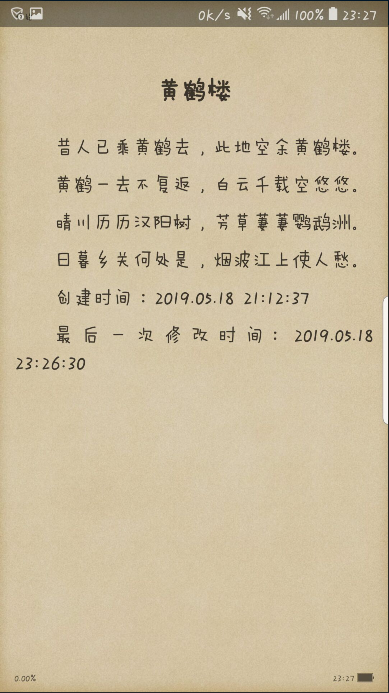 0K/s 100% 23:27
黄鹤楼
昔人已乘黄鹤去，此地空余黄鹤楼。
黄鹤一去不复返，白云千载空悠悠。
晴川历历汉阳树，芳草萋萋鹦鹉洲。
日暮乡关何处是，烟波江上使人愁。
创建时间：2019.05.18 21:12:37
最后一次修改时间：2019.05.18
23:26:30
0.00% 23:27